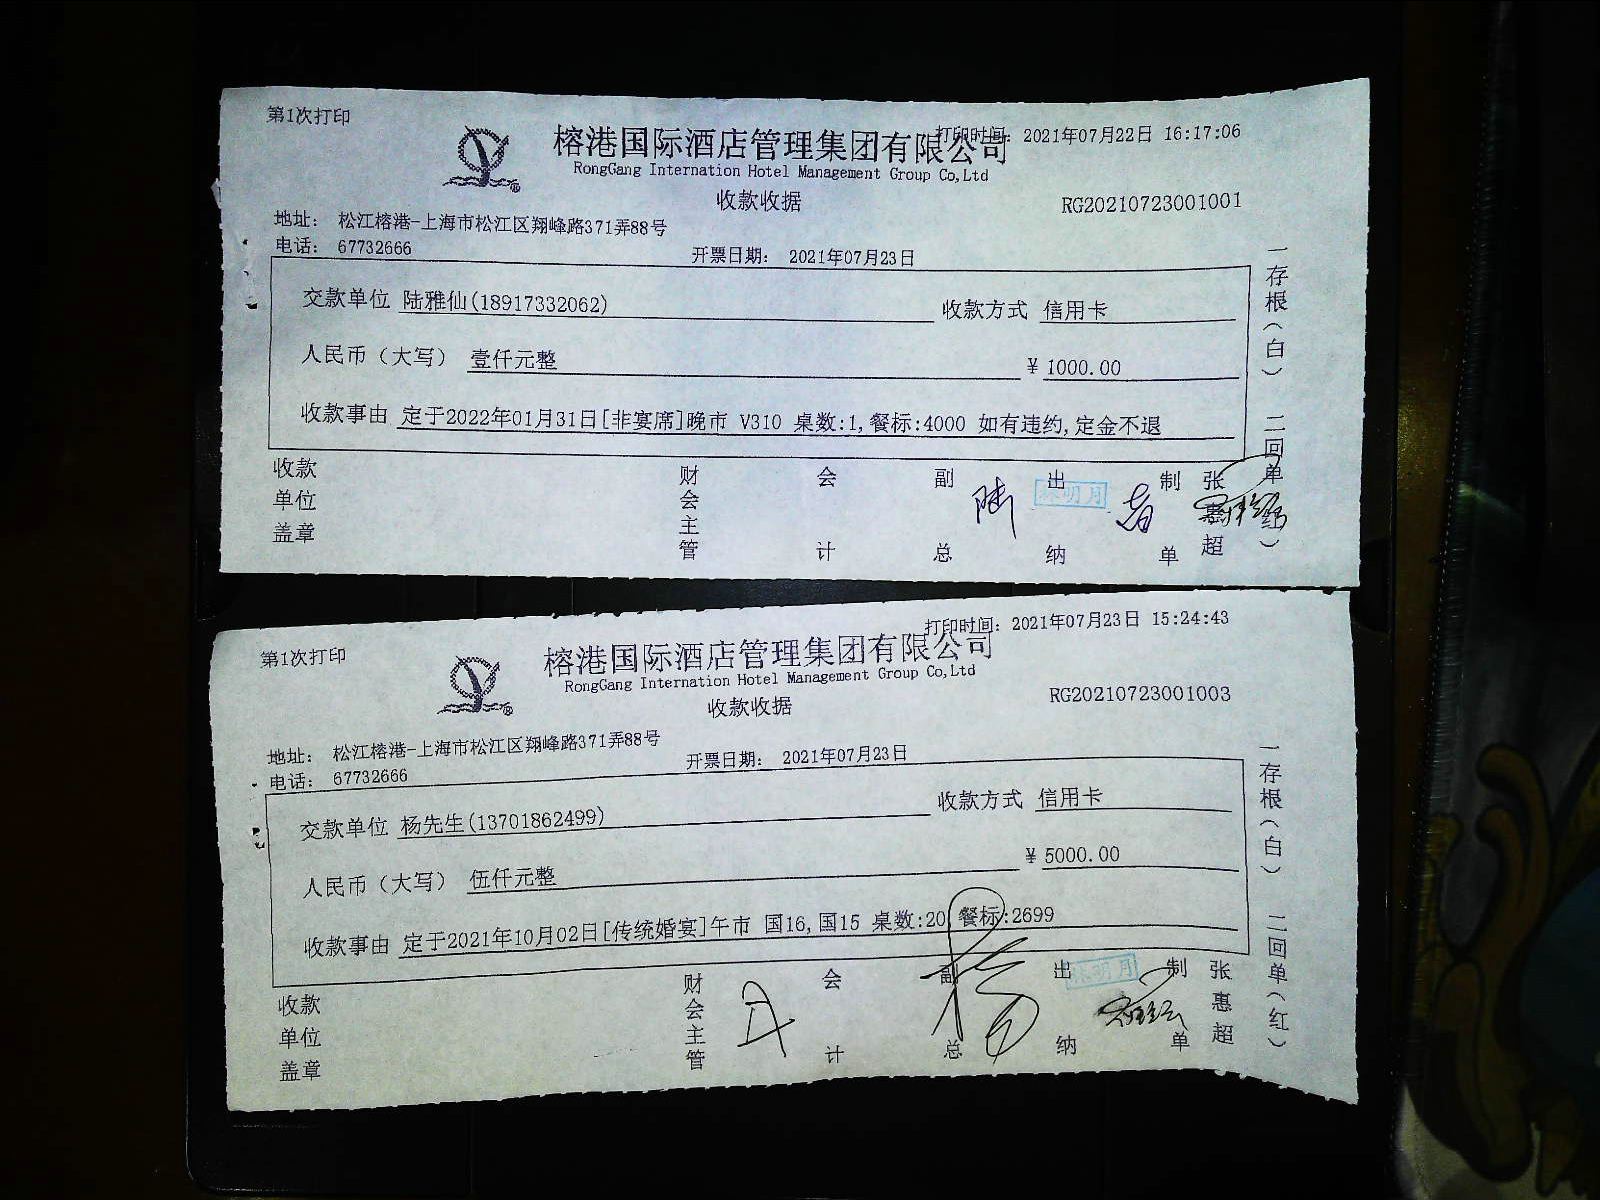 第1次打印
打印时间：2021年07月22日 16:17:06
榕港国际酒店管理集团有限公司
RongGang International Hotel Management Group Co,Ltd
收款收据
RG20210723001001
地址： 松江榕港-上海市松江区翔峰路371弄88号
电话： 67732666
开票日期： 2021年07月23日
交款单位 陆雅仙(18917332062) 收款方式 信用卡
人民币（大写） 壹仟元整 ¥ 1000.00
收款事由 定于2022年01月31日[非宴席]晚市 V310 桌数:1,餐标:4000 如有违约,定金不退
收款单位盖章 财会主管 会计 副总 出纳 制单 张惠超
陆
林明月
一存根（白） 二回单（红）
第1次打印
打印时间：2021年07月23日 15:24:43
榕港国际酒店管理集团有限公司
RongGang International Hotel Management Group Co,Ltd
收款收据
RG20210723001003
地址： 松江榕港-上海市松江区翔峰路371弄88号
电话： 67732666
开票日期： 2021年07月23日
交款单位 杨先生(13701862499) 收款方式 信用卡
人民币（大写） 伍仟元整 ¥ 5000.00
收款事由 定于2021年10月02日[传统婚宴]午市 国16,国15 桌数:20,餐标:2699
收款单位盖章 财会主管 会计 副总 出纳 制单 张惠超
林明月
一存根（白） 二回单（红）